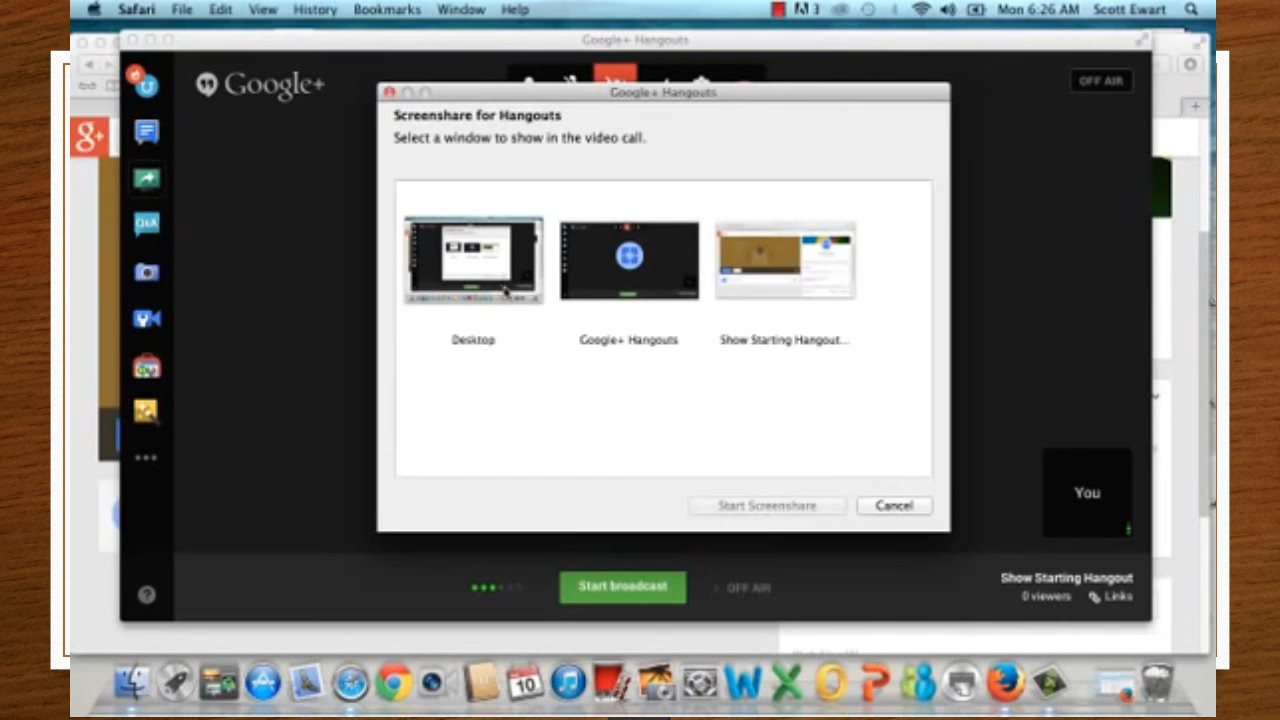 Safari File Edit View History Bookmarks Window Help
3
Mon 6:26 AM Scott Ewart
Google+ Hangouts
Google+
OFF AIR
g+
Google+ Hangouts
Screenshare for Hangouts
Select a window to show in the video call.
Q&A
Desktop
Google+ Hangouts
Show Starting Hangout...
Start Screenshare
Cancel
You
Start broadcast
OFF AIR
Show Starting Hangout
0 viewers
Links
?
10
W X O P